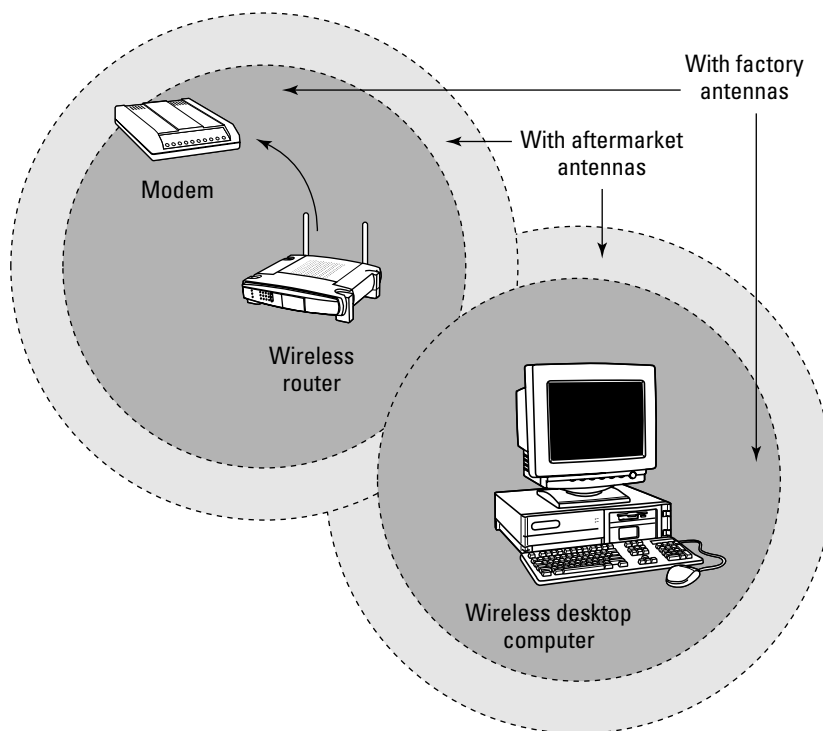 With factory
antennas
With aftermarket
antennas
Modem
Wireless
router
Wireless desktop
computer